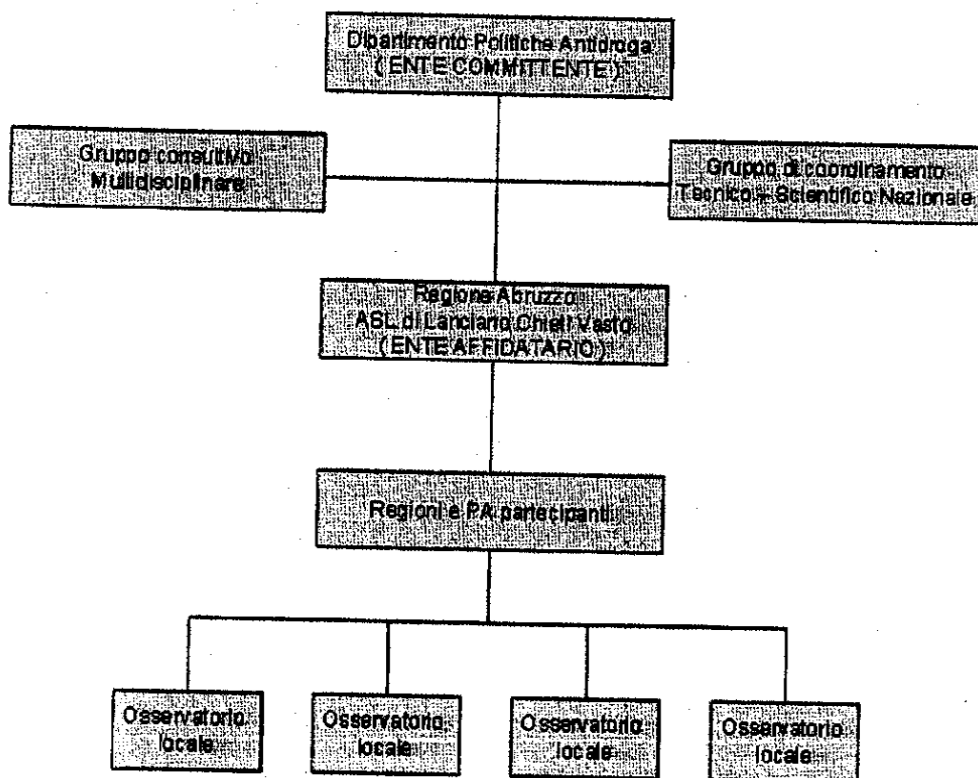 Dipartimento Politiche Antidroga
( ENTE COMMITTENTE )
Gruppo consultivo
Multidisciplinare
Gruppo di coordinamento
Tecnico – Scientifico Nazionale
Regione Abruzzo
ASL di Lanciano Chieti Vasto
( ENTE AFFIDATARIO )
Regioni e PA partecipanti
Osservatorio
locale
Osservatorio
locale
Osservatorio
locale
Osservatorio
locale